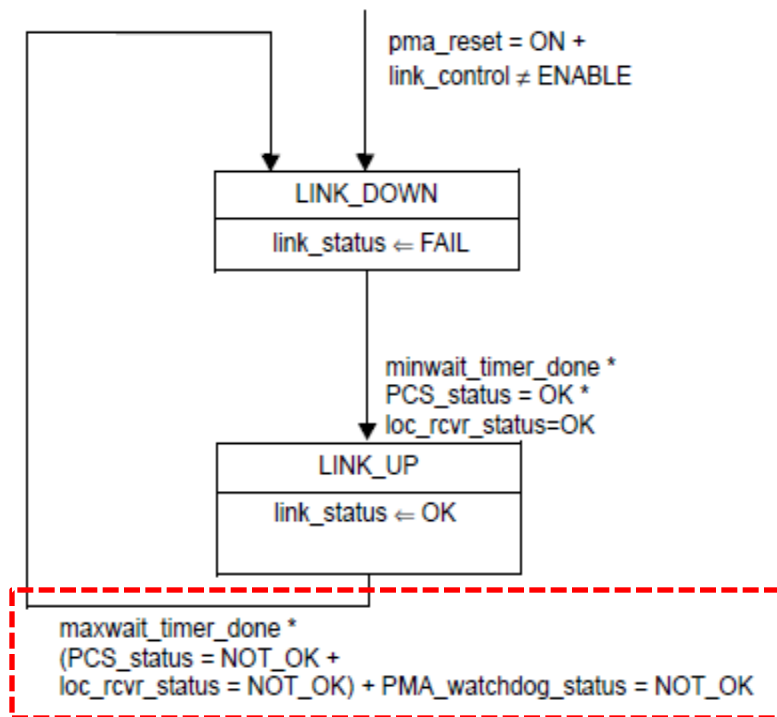 pma_reset = ON +
link_control ≠ ENABLE
LINK_DOWN
link_status ⇐ FAIL
minwait_timer_done *
PCS_status = OK *
loc_rcvr_status=OK
LINK_UP
link_status ⇐ OK
maxwait_timer_done *
(PCS_status = NOT_OK +
loc_rcvr_status = NOT_OK) + PMA_watchdog_status = NOT_OK